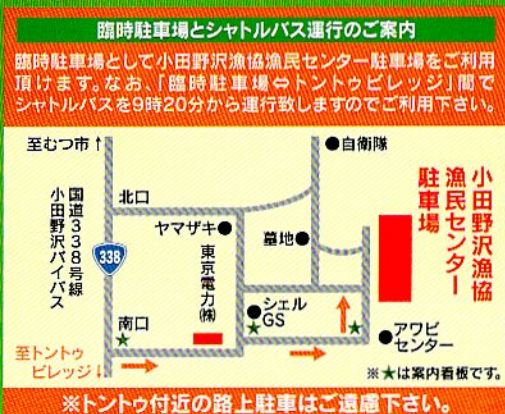 臨時駐車場とシャトルバス運行のご案内
臨時駐車場として小田野沢漁協漁民センター駐車場をご利用
頂けます。なお、「臨時駐車場⇔トントゥビレッジ」間で
シャトルバスを9時20分から運行致しますのでご利用下さい。
至むつ市↑
●自衛隊
国道338号線
小田野沢バイパス
北口
ヤマザキ●
墓地●
小田野沢漁協
漁民センター
駐車場
338
東京電力㈱
南口
★
●シェル
★GS
★
●アワビ
センター
至トントゥ
ビレッジ↓
※★は案内看板です。
※トントゥ付近の路上駐車はご遠慮下さい。